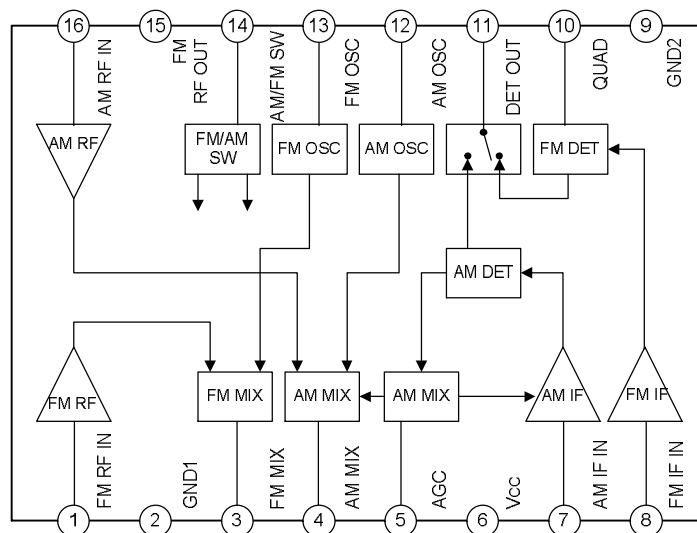 16 15 14 13 12 11 10 9
AM RF IN
FM
RF OUT
AM/FM SW
FM OSC
AM OSC
DET OUT
QUAD
GND2
AM RF
FM/AM
SW
FM OSC
AM OSC
FM DET
AM DET
FM RF
FM MIX
AM MIX
AM MIX
AM IF
FM IF
FM RF IN
GND1
FM MIX
AM MIX
AGC
Vcc
AM IF IN
FM IF IN
1 2 3 4 5 6 7 8